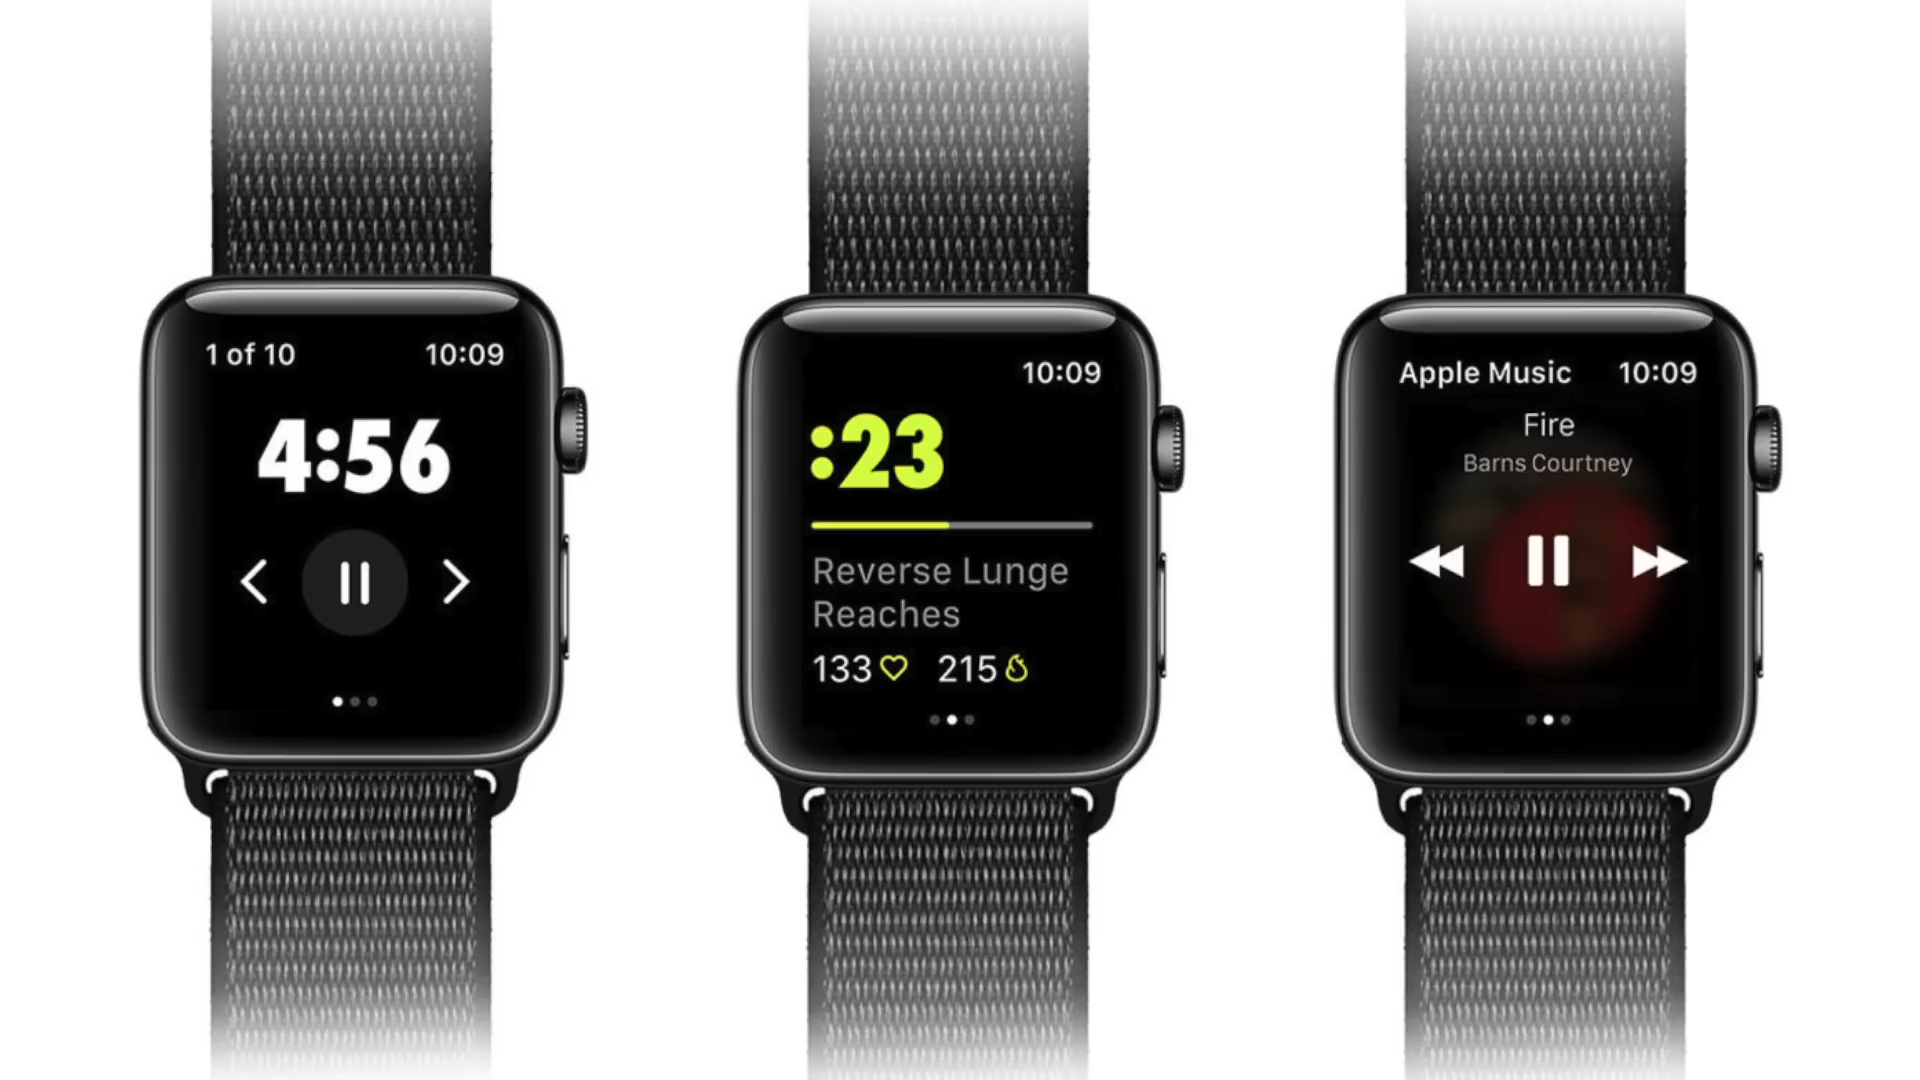 1 of 10 10:09
4:56
10:09
:23
Reverse Lunge
Reaches
133 215
Apple Music 10:09
Fire
Barns Courtney